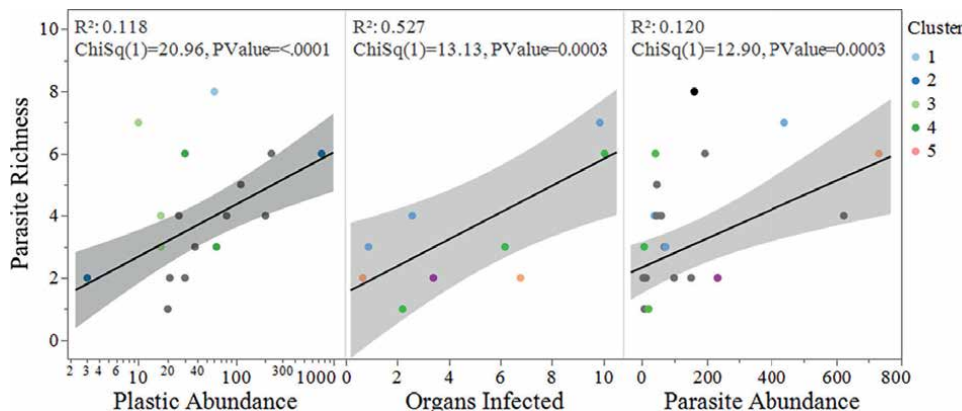 R²: 0.118
ChiSq(1)=20.96, PValue=<.0001
R²: 0.527
ChiSq(1)=13.13, PValue=0.0003
R²: 0.120
ChiSq(1)=12.90, PValue=0.0003
Cluster
1
2
3
4
5
Parasite Richness
10
8
6
4
2
0
2 3 10 20 30 100 300 1000
0 2 4 6 8 10
0 200 400 600 800
Plastic Abundance
Organs Infected
Parasite Abundance